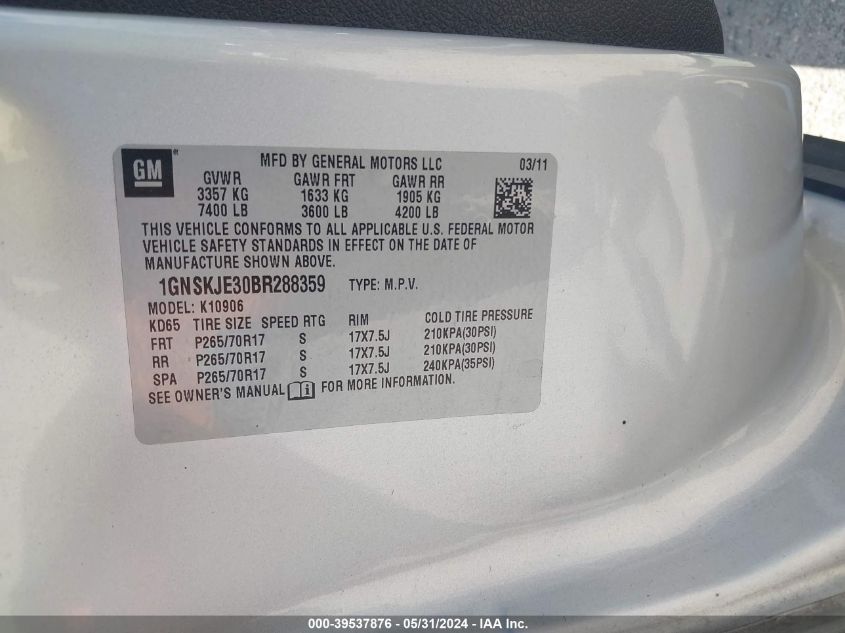 GM MFD BY GENERAL MOTORS LLC 03/11
GVWR GAWR FRT GAWR RR
3357 KG 1633 KG 1905 KG
7400 LB 3600 LB 4200 LB
THIS VEHICLE CONFORMS TO ALL APPLICABLE U.S. FEDERAL MOTOR
VEHICLE SAFETY STANDARDS IN EFFECT ON THE DATE OF
MANUFACTURE SHOWN ABOVE.
1GNSKJE30BR288359 TYPE: M.P.V.
MODEL: K10906
KD65 TIRE SIZE SPEED RTG RIM COLD TIRE PRESSURE
FRT P265/70R17 S 17X7.5J 210KPA(30PSI)
RR P265/70R17 S 17X7.5J 210KPA(30PSI)
SPA P265/70R17 S 17X7.5J 240KPA(35PSI)
SEE OWNER'S MANUAL i FOR MORE INFORMATION.
000-39537876 / 05/31/2024 - IAA Inc.